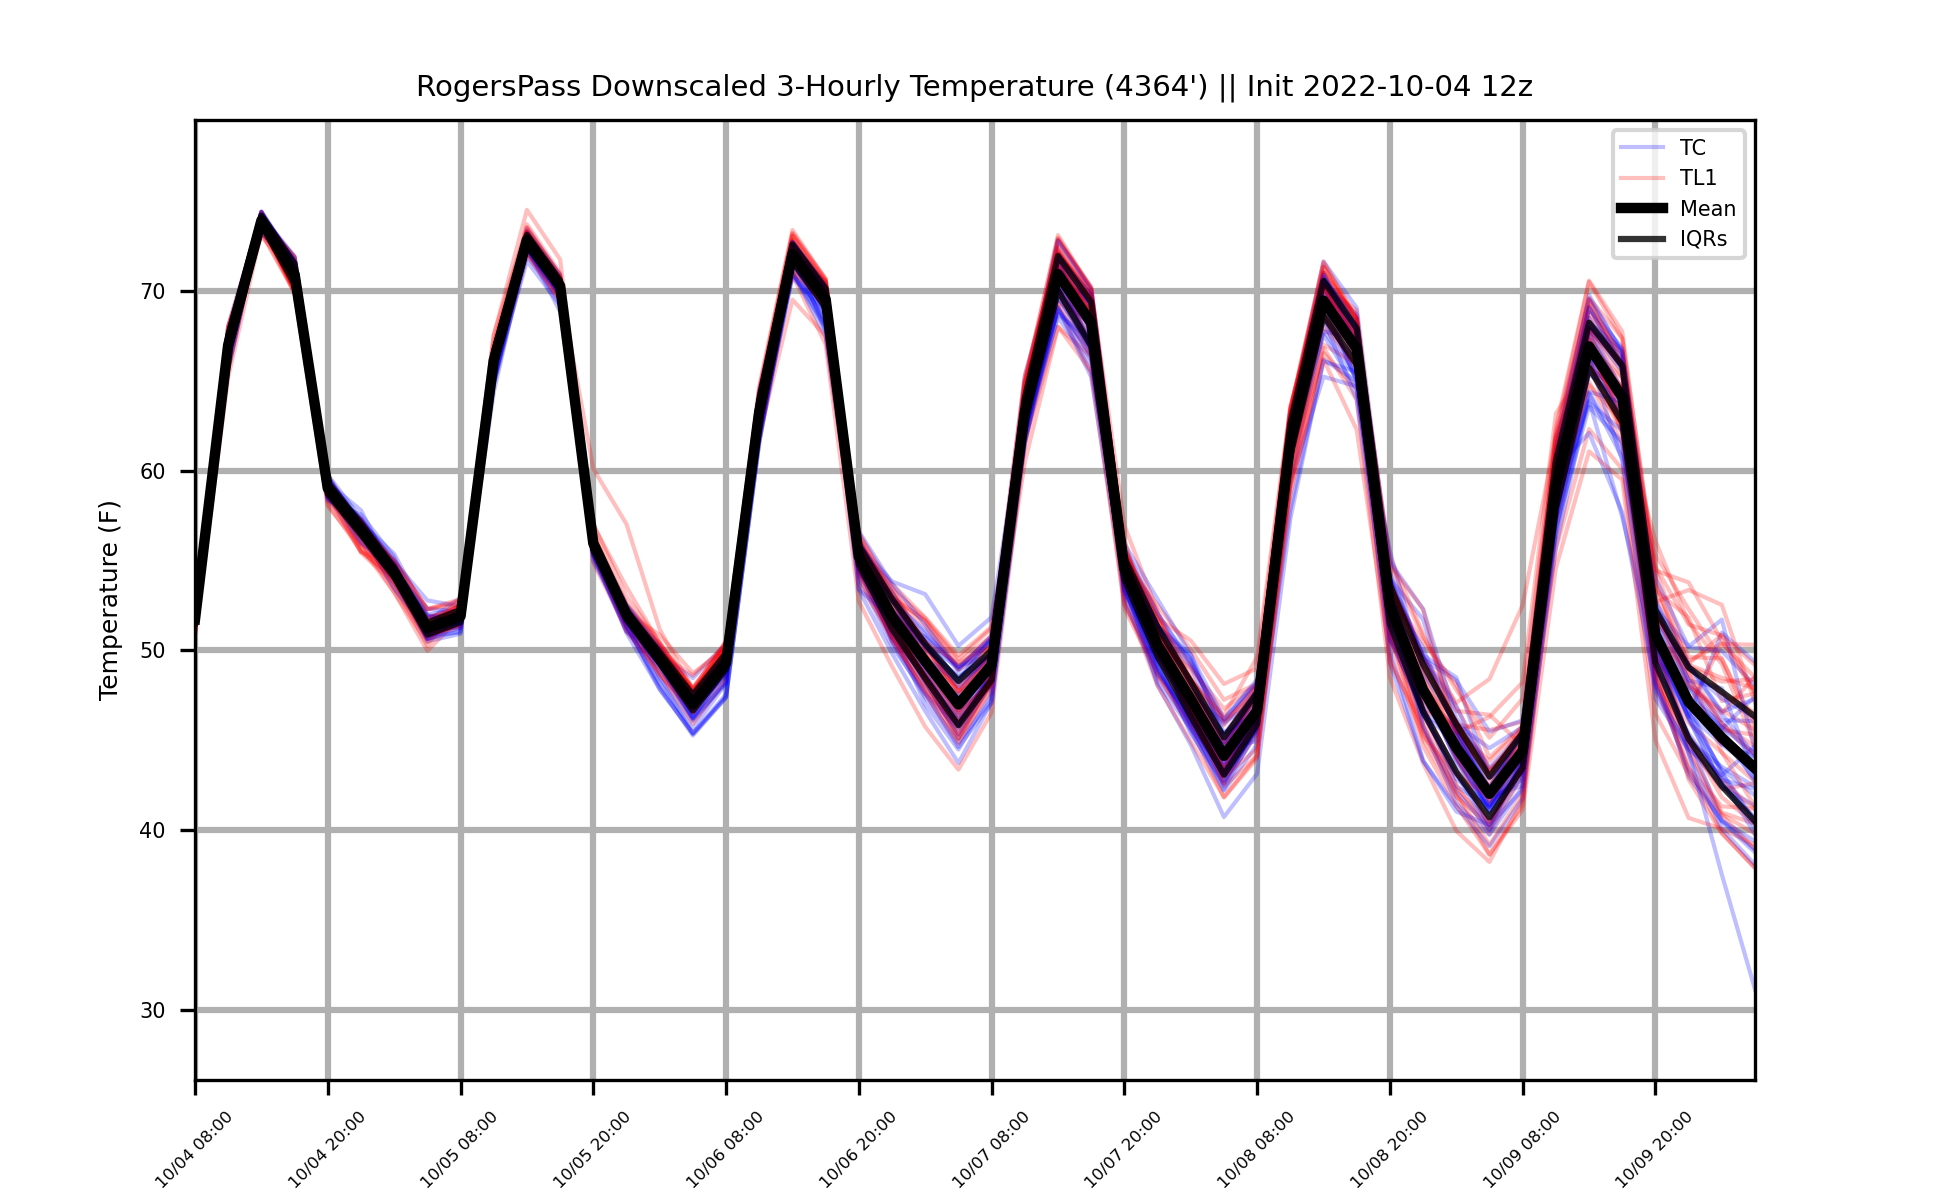 RogersPass Downscaled 3-Hourly Temperature (4364') || Init 2022-10-04 12z
TC
TL1
Mean
IQRs
Temperature (F)
70
60
50
40
30
10/04 08:00
10/04 20:00
10/05 08:00
10/05 20:00
10/06 08:00
10/06 20:00
10/07 08:00
10/07 20:00
10/08 08:00
10/08 20:00
10/09 08:00
10/09 20:00